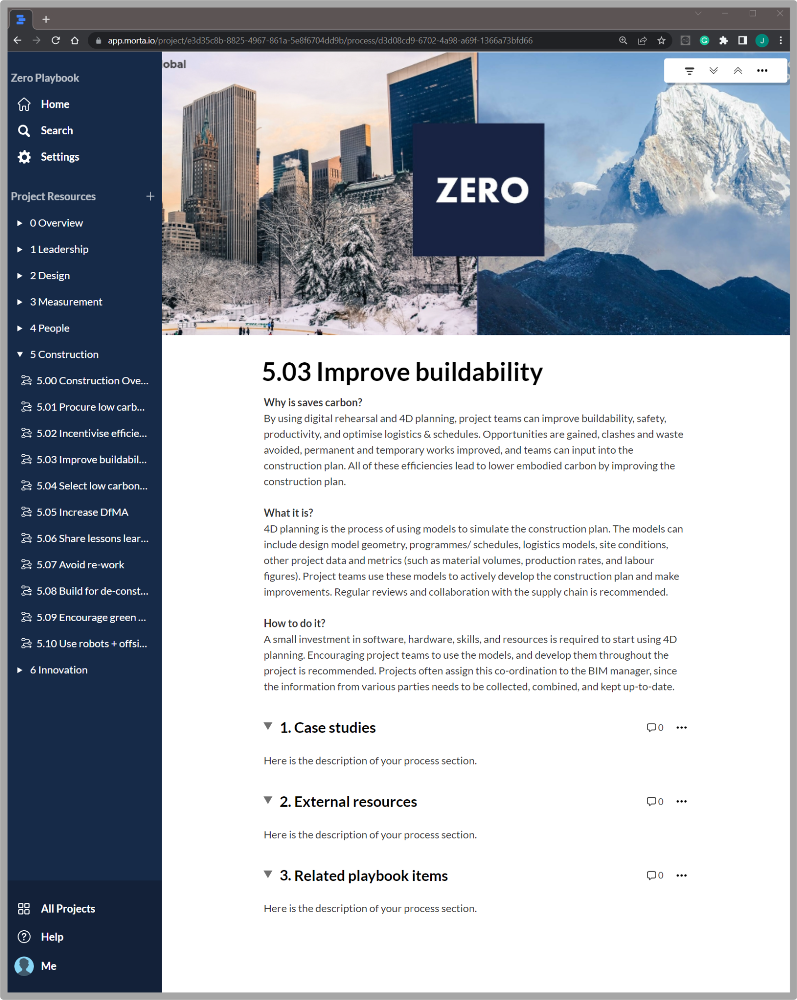 app.morta.io/project/e3d35c8b-8825-4967-861a-5e8f6704dd9b/process/d3d08cd9-6702-4a98-a69f-1366a73bfd66
J
Zero Playbook
Home
Search
Settings
Project Resources
0 Overview
1 Leadership
2 Design
3 Measurement
4 People
5 Construction
5.00 Construction Ove...
5.01 Procure low carb...
5.02 Incentivise efficie...
5.03 Improve buildabil...
5.04 Select low carbon...
5.05 Increase DfMA
5.06 Share lessons lear...
5.07 Avoid re-work
5.08 Build for de-const...
5.09 Encourage green ...
5.10 Use robots + offsi...
6 Innovation
All Projects
Help
Me
lobal
ZERO
5.03 Improve buildability
Why is saves carbon?
By using digital rehearsal and 4D planning, project teams can improve buildability, safety,
productivity, and optimise logistics & schedules. Opportunities are gained, clashes and waste
avoided, permanent and temporary works improved, and teams can input into the
construction plan. All of these efficiencies lead to lower embodied carbon by improving the
construction plan.
What it is?
4D planning is the process of using models to simulate the construction plan. The models can
include design model geometry, programmes/ schedules, logistics models, site conditions,
other project data and metrics (such as material volumes, production rates, and labour
figures). Project teams use these models to actively develop the construction plan and make
improvements. Regular reviews and collaboration with the supply chain is recommended.
How to do it?
A small investment in software, hardware, skills, and resources is required to start using 4D
planning. Encouraging project teams to use the models, and develop them throughout the
project is recommended. Projects often assign this co-ordination to the BIM manager, since
the information from various parties needs to be collected, combined, and kept up-to-date.
1. Case studies 0
Here is the description of your process section.
2. External resources 0
Here is the description of your process section.
3. Related playbook items 0
Here is the description of your process section.